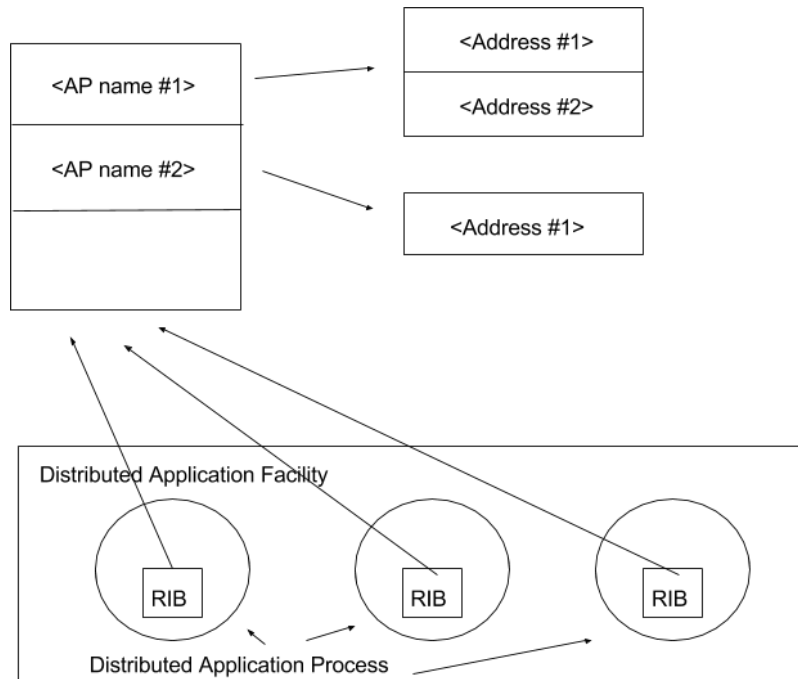 <Address #1>
<AP name #1>
<Address #2>
<AP name #2>
<Address #1>
Distributed Application Facility
RIB
RIB
RIB
Distributed Application Process